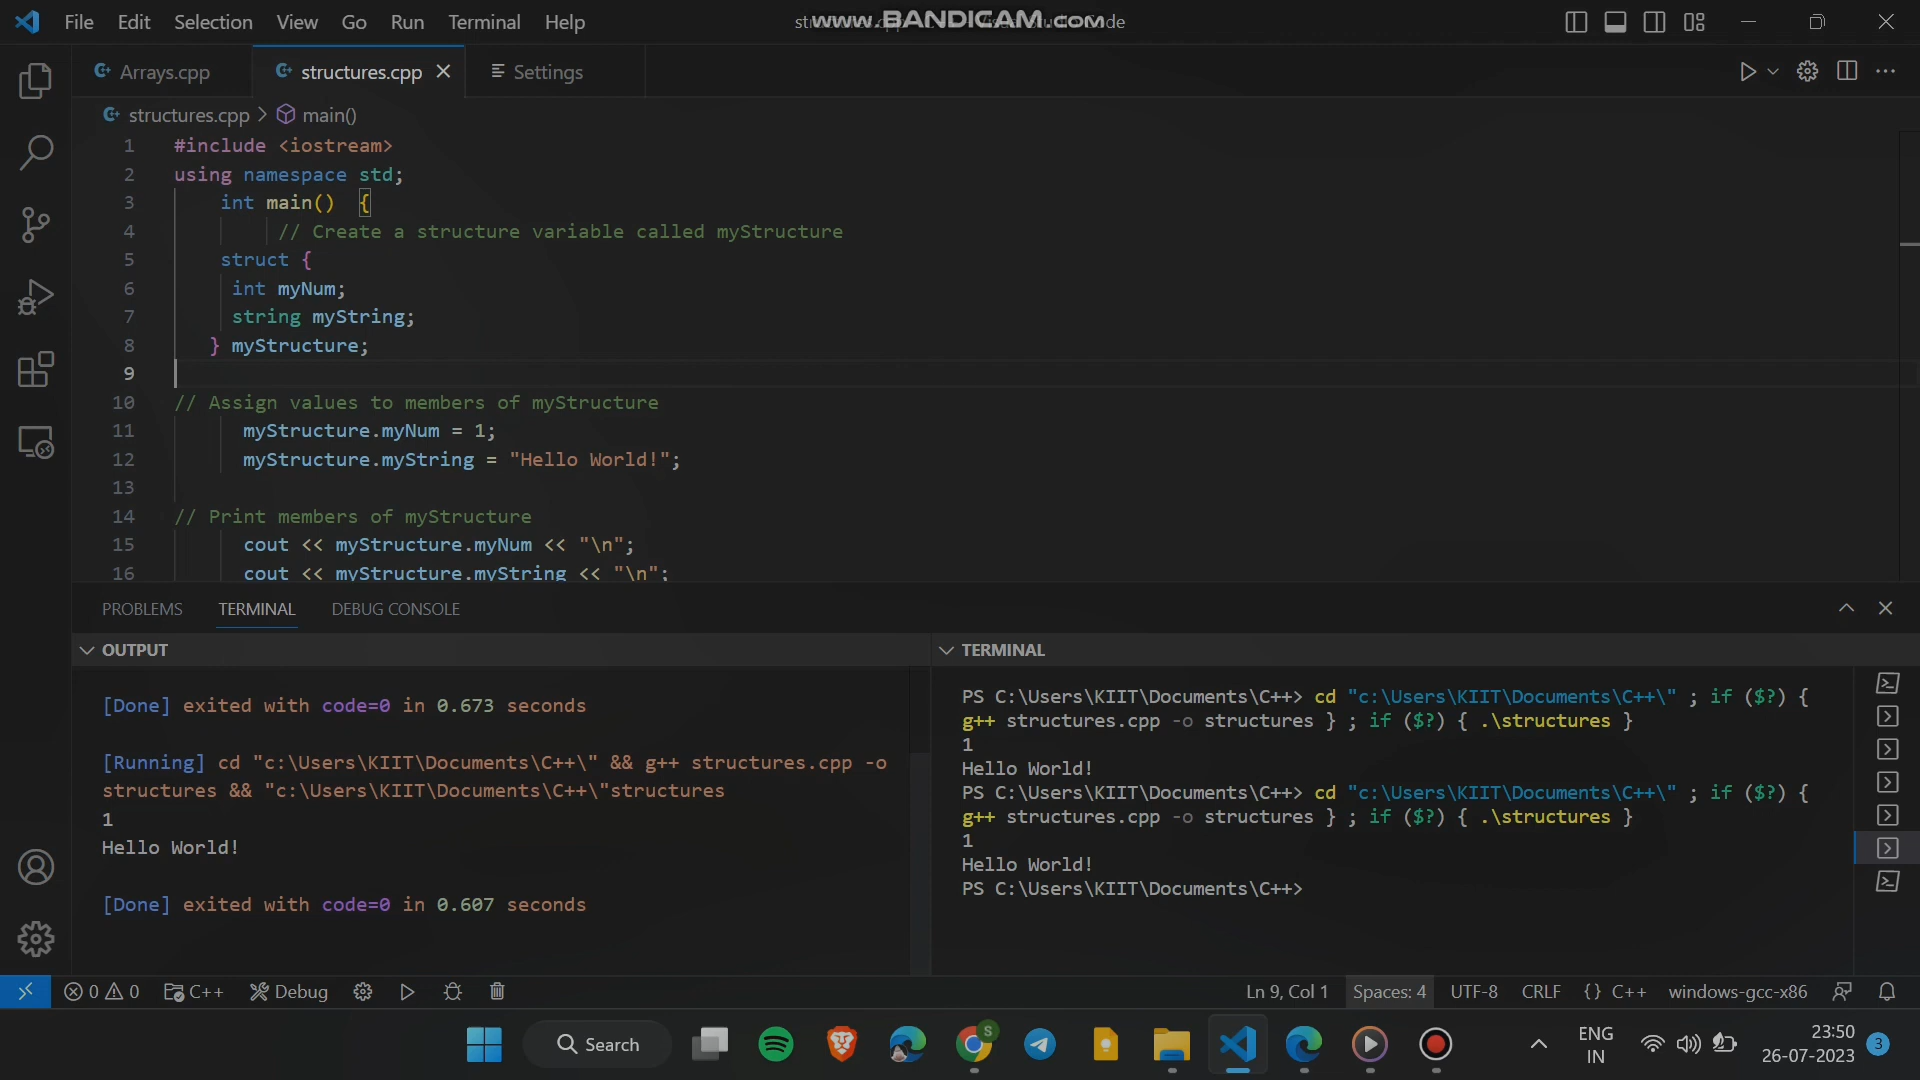 File Edit Selection View Go Run Terminal Help
www.BANDICAM.com
Arrays.cpp structures.cpp Settings
structures.cpp > main()
1 #include <iostream>
2 using namespace std;
3 int main() {
4 // Create a structure variable called myStructure
5 struct {
6 int myNum;
7 string myString;
8 } myStructure;
9
10 // Assign values to members of myStructure
11 myStructure.myNum = 1;
12 myStructure.myString = "Hello World!";
13
14 // Print members of myStructure
15 cout << myStructure.myNum << "\n";
16 cout << myStructure.myString << "\n";
PROBLEMS TERMINAL DEBUG CONSOLE
OUTPUT
[Done] exited with code=0 in 0.673 seconds
[Running] cd "c:\Users\KIIT\Documents\C++\" && g++ structures.cpp -o
structures && "c:\Users\KIIT\Documents\C++\"structures
1
Hello World!
[Done] exited with code=0 in 0.607 seconds
TERMINAL
PS C:\Users\KIIT\Documents\C++> cd "c:\Users\KIIT\Documents\C++\" ; if ($?) {
g++ structures.cpp -o structures } ; if ($?) { .\structures }
1
Hello World!
PS C:\Users\KIIT\Documents\C++> cd "c:\Users\KIIT\Documents\C++\" ; if ($?) {
g++ structures.cpp -o structures } ; if ($?) { .\structures }
1
Hello World!
PS C:\Users\KIIT\Documents\C++>
0 0 C++ Debug Ln 9, Col 1 Spaces: 4 UTF-8 CRLF {} C++ windows-gcc-x86
Search S ENG 23:50
IN 26-07-2023 3